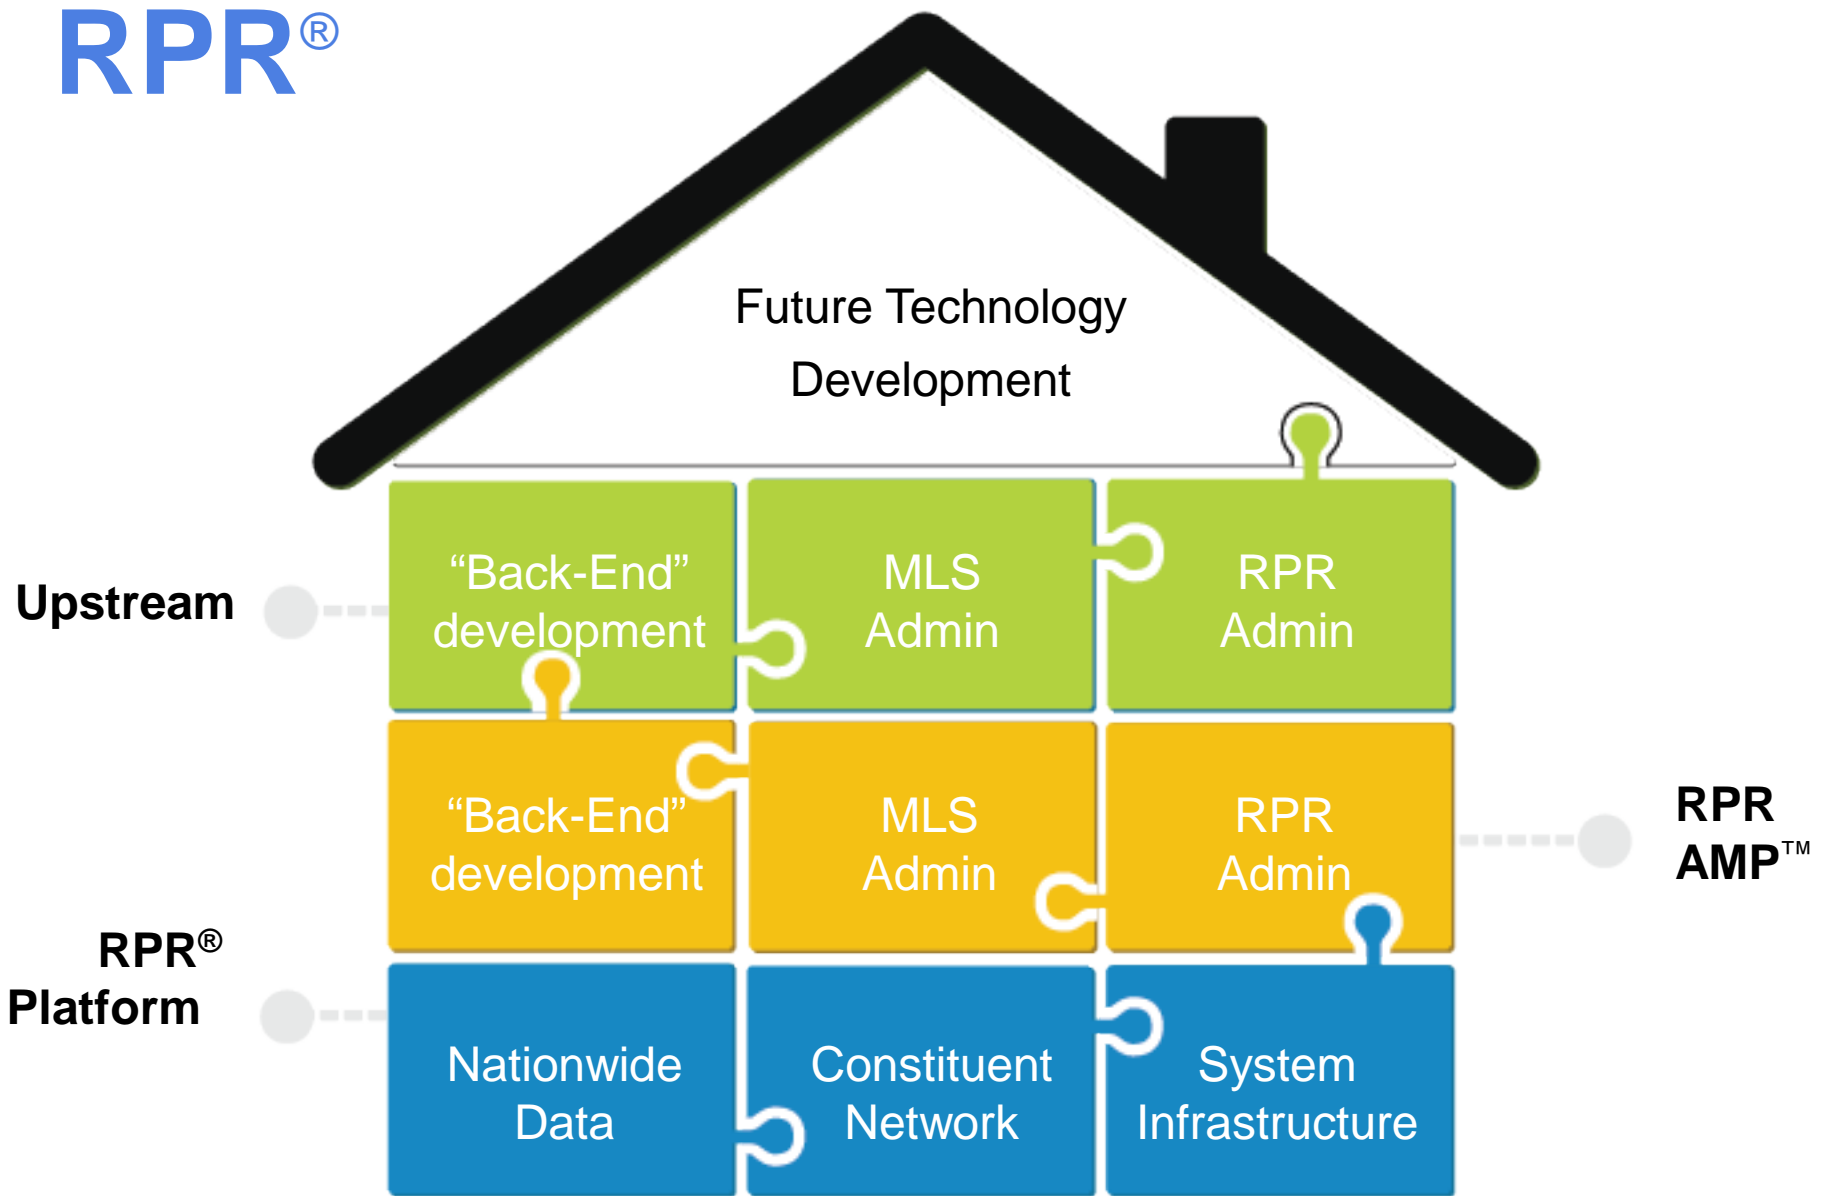 RPR®
Future Technology
Development
Upstream
“Back-End”
development
MLS
Admin
RPR
Admin
“Back-End”
development
MLS
Admin
RPR
Admin
RPR
AMP™
RPR®
Platform
Nationwide
Data
Constituent
Network
System
Infrastructure